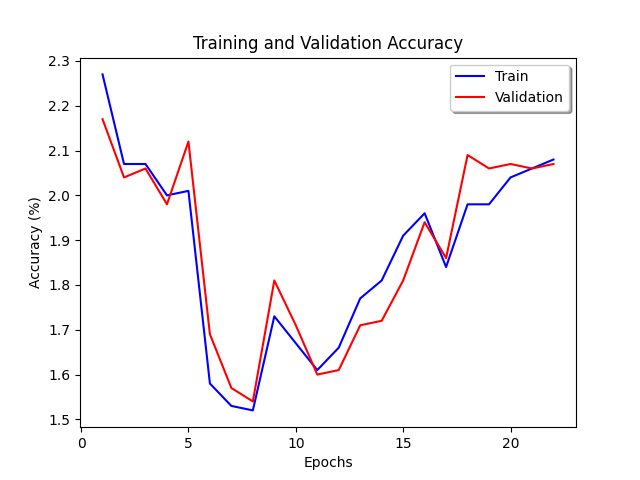 Training and Validation Accuracy
Train
Validation
Accuracy (%)
2.3
2.2
2.1
2.0
1.9
1.8
1.7
1.6
1.5
0 5 10 15 20
Epochs